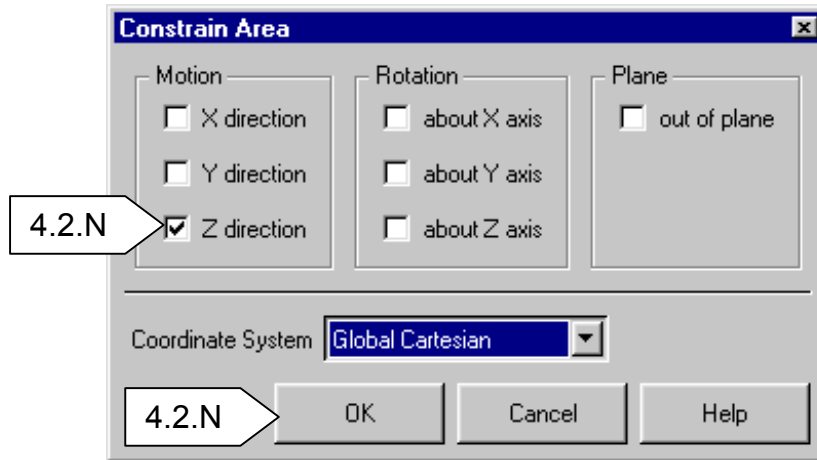 Constrain Area
Motion
X direction
Y direction
4.2.N
Z direction
Rotation
about X axis
about Y axis
about Z axis
Plane
out of plane
Coordinate System Global Cartesian
4.2.N
OK Cancel Help